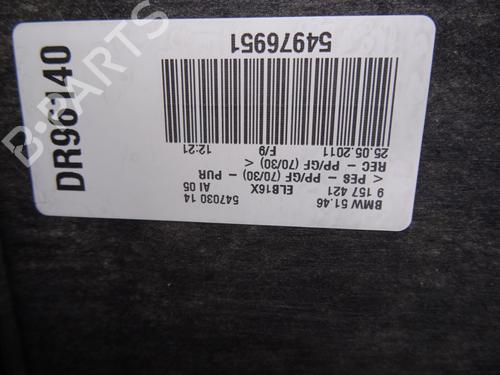 BMW 51.46
9 157 421
< PES - PP/GF (70/30) - PUR
REC - PP/GF (70/30) <
25.05.2011
ELB16X
F/9
547030 14
AI 05
12:21
54976951
DR96140
B-PARTS